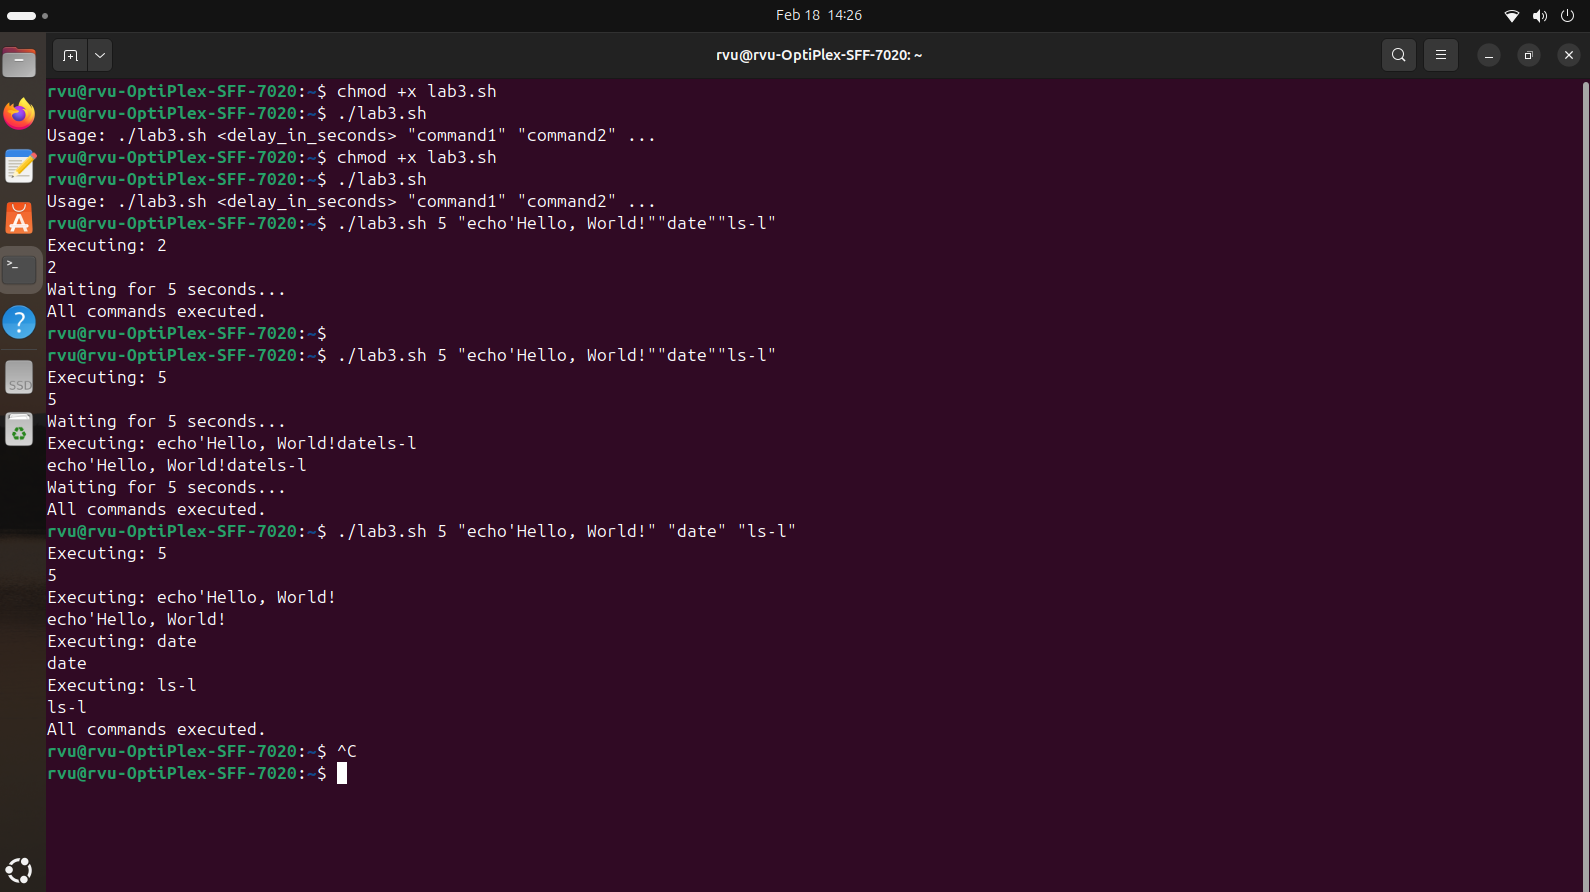 Feb 18 14:26
rvu@rvu-OptiPlex-SFF-7020: ~
rvu@rvu-OptiPlex-SFF-7020:~$ chmod +x lab3.sh
rvu@rvu-OptiPlex-SFF-7020:~$ ./lab3.sh
Usage: ./lab3.sh <delay_in_seconds> "command1" "command2" ...
rvu@rvu-OptiPlex-SFF-7020:~$ chmod +x lab3.sh
rvu@rvu-OptiPlex-SFF-7020:~$ ./lab3.sh
Usage: ./lab3.sh <delay_in_seconds> "command1" "command2" ...
rvu@rvu-OptiPlex-SFF-7020:~$ ./lab3.sh 5 "echo'Hello, World!""date""ls-l"
Executing: 2
2
Waiting for 5 seconds...
All commands executed.
rvu@rvu-OptiPlex-SFF-7020:~$
rvu@rvu-OptiPlex-SFF-7020:~$ ./lab3.sh 5 "echo'Hello, World!""date""ls-l"
Executing: 5
5
Waiting for 5 seconds...
Executing: echo'Hello, World!datels-l
echo'Hello, World!datels-l
Waiting for 5 seconds...
All commands executed.
rvu@rvu-OptiPlex-SFF-7020:~$ ./lab3.sh 5 "echo'Hello, World!" "date" "ls-l"
Executing: 5
5
Executing: echo'Hello, World!
echo'Hello, World!
Executing: date
date
Executing: ls-l
ls-l
All commands executed.
rvu@rvu-OptiPlex-SFF-7020:~$ ^C
rvu@rvu-OptiPlex-SFF-7020:~$
SSD